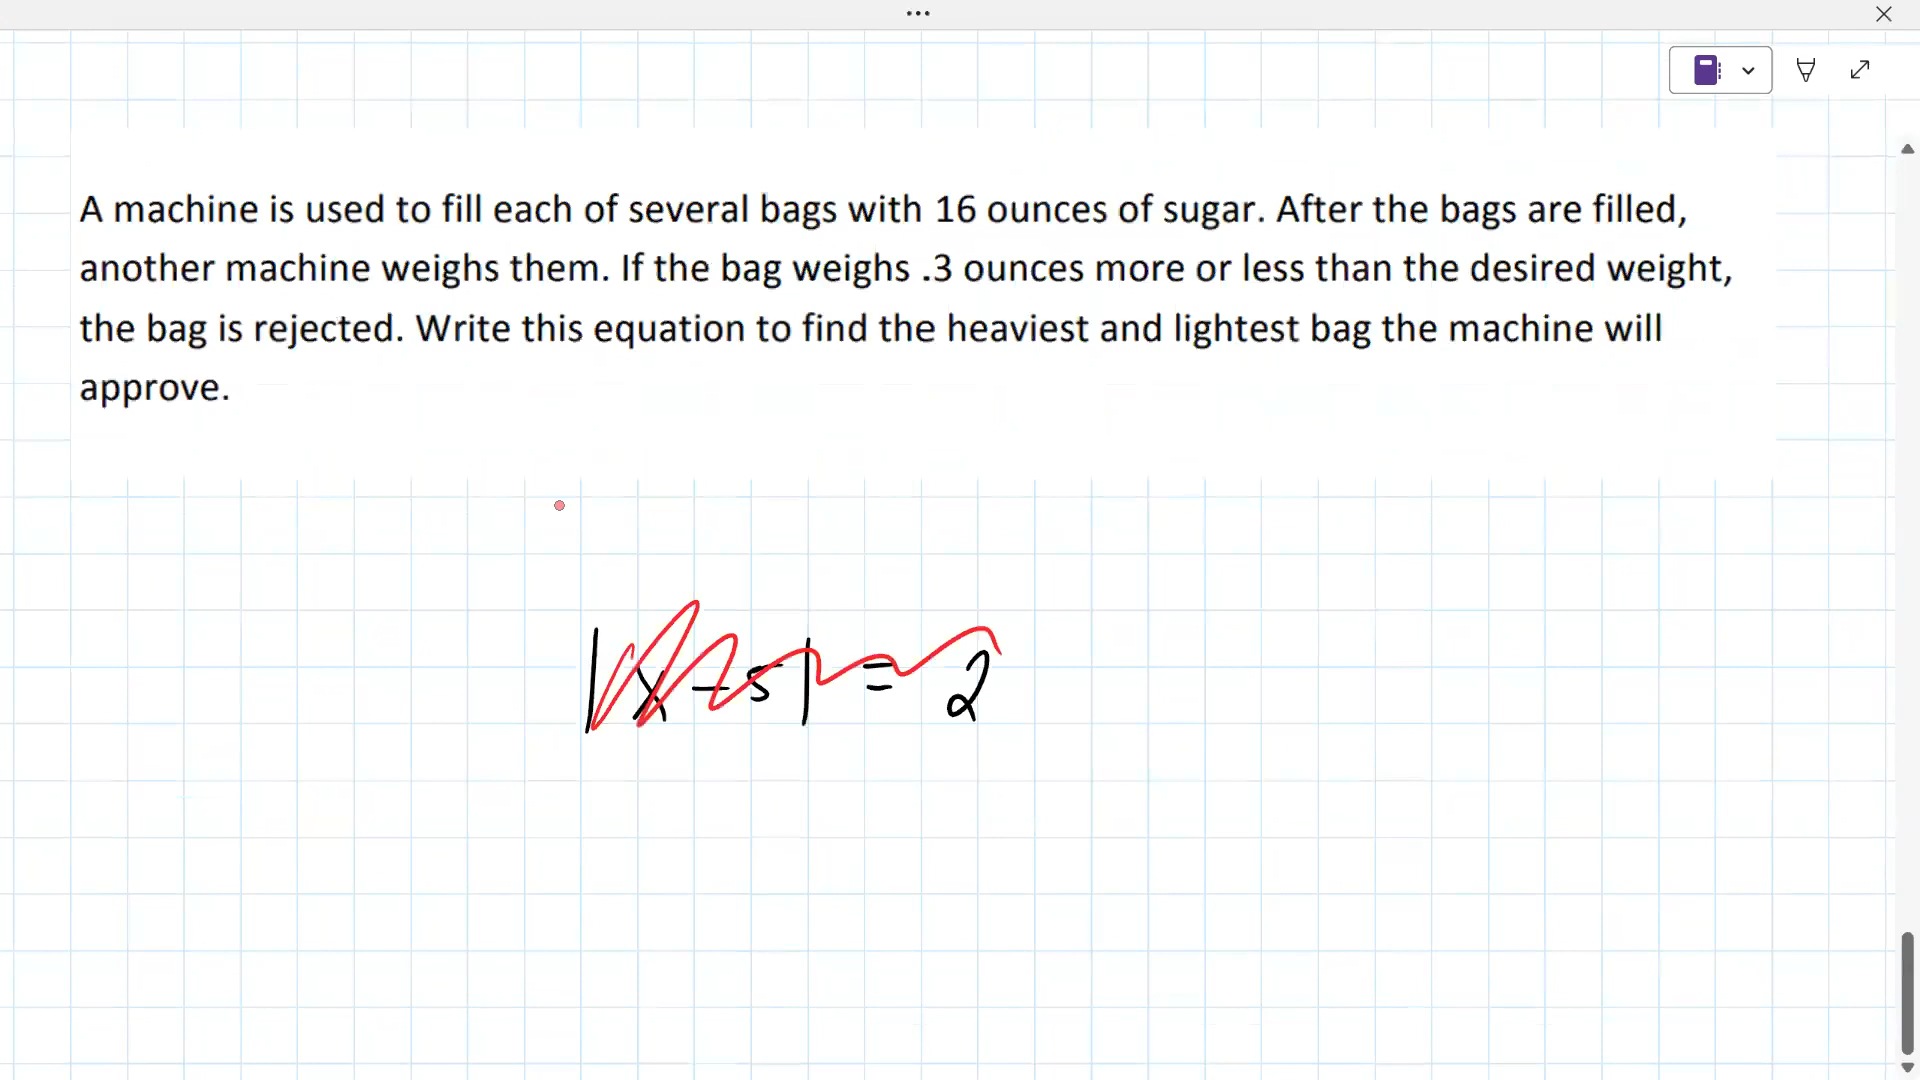 A machine is used to fill each of several bags with 16 ounces of sugar. After the bags are filled,
another machine weighs them. If the bag weighs .3 ounces more or less than the desired weight,
the bag is rejected. Write this equation to find the heaviest and lightest bag the machine will
approve.
|x - 5| = 2